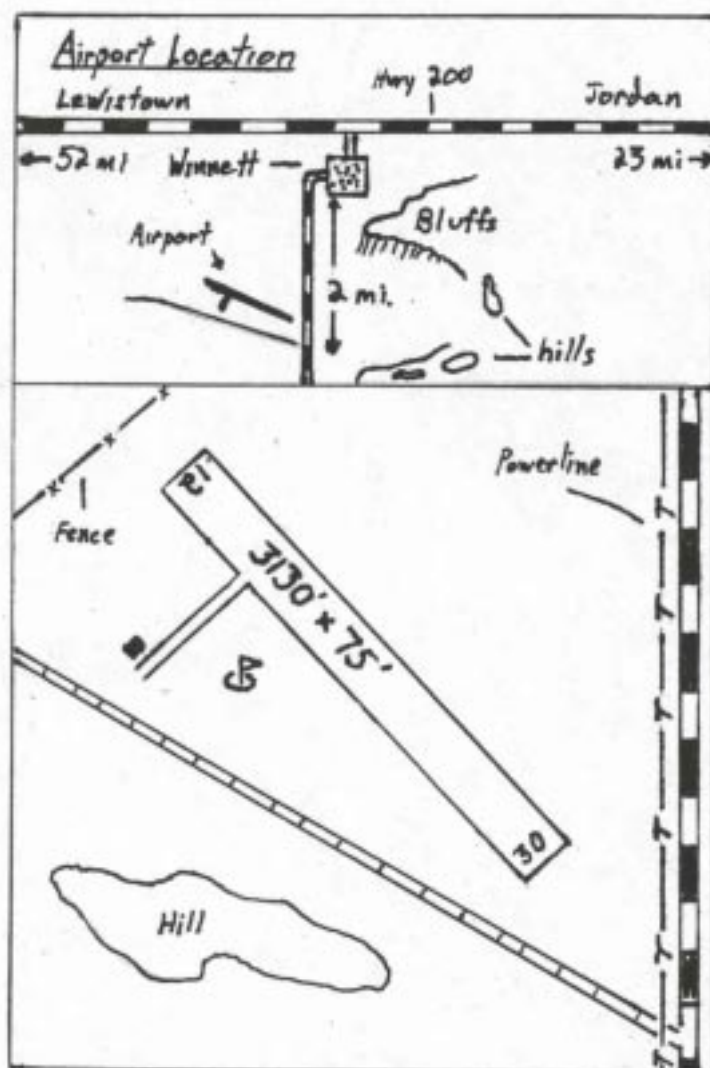 Airport Location
Hwy 200
Lewistown
Jordan
52 mi
Winnett
23 mi
Bluffs
Airport
2 mi.
hills
Powerline
Fence
12
3130' x 75'
30
Hill